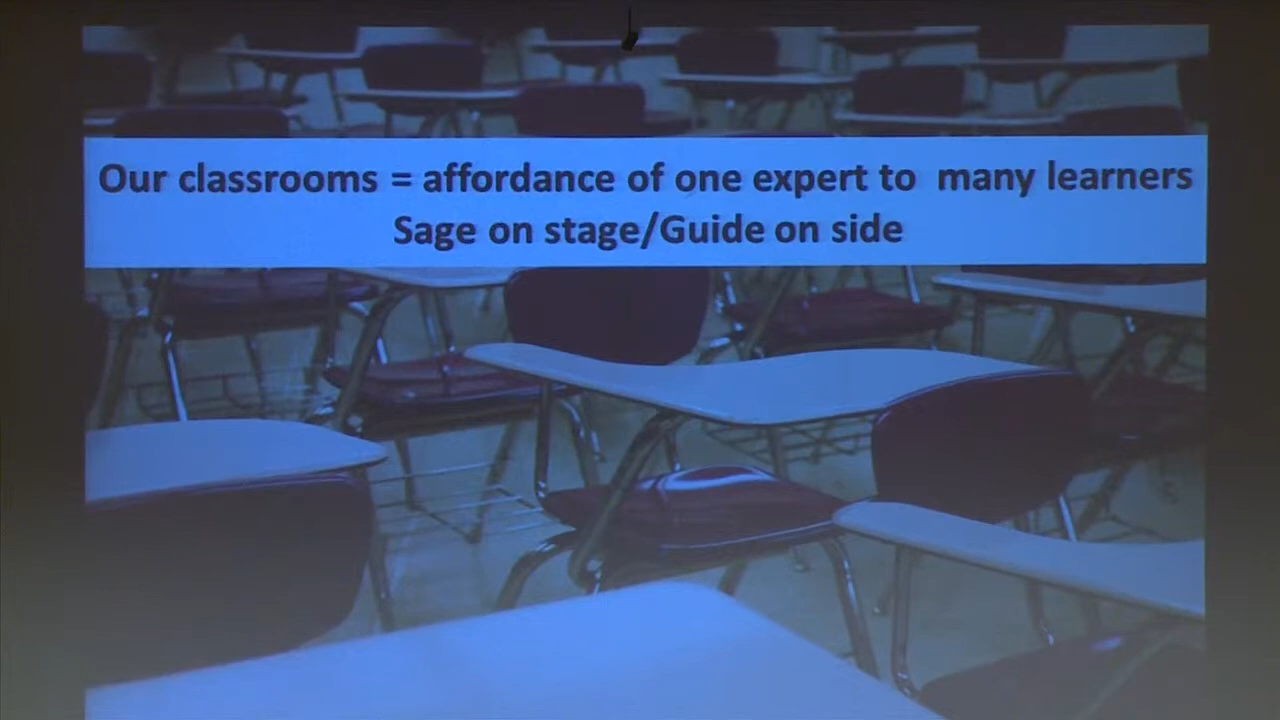 Our classrooms = affordance of one expert to many learners
Sage on stage/Guide on side